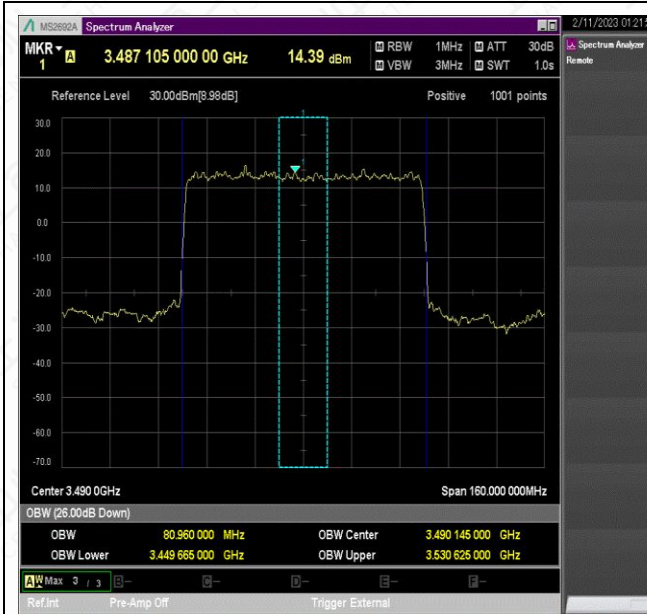 MS2692A Spectrum Analyzer
2/11/2023 01:21:
MKR 1 A 3.487 105 000 00 GHz 14.39 dBm
M RBW 1MHz M ATT 30dB
M VBW 3MHz M SWT 1.0s
Spectrum Analyzer
Remote
Reference Level 30.00dBm[8.98dB] Positive 1001 points
30.0
20.0
10.0
0.0
-10.0
-20.0
-30.0
-40.0
-50.0
-60.0
-70.0
Center 3.490 0GHz Span 160.000 000MHz
OBW (26.00dB Down)
OBW 80.960 000 MHz OBW Center 3.490 145 000 GHz
OBW Lower 3.449 665 000 GHz OBW Upper 3.530 625 000 GHz
A W Max 3 / 3 B- C- D- E- F-
Ref.Int Pre-Amp Off Trigger External